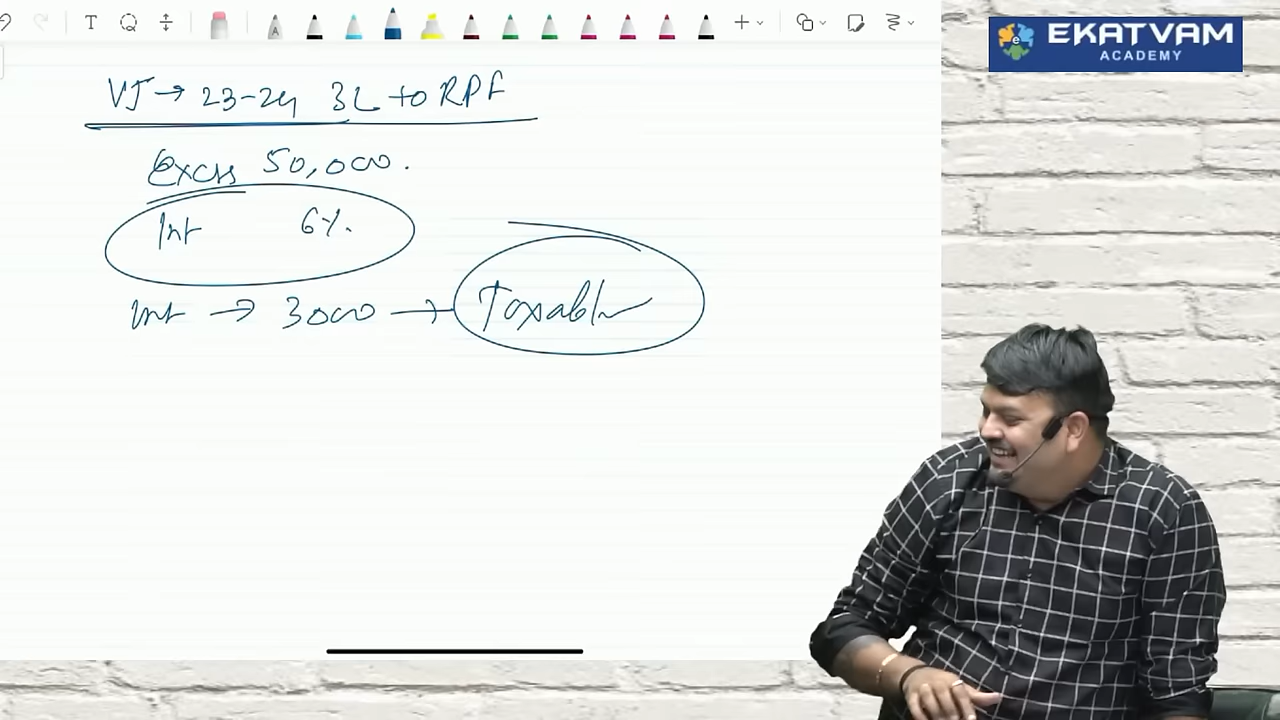 EKATVAM
ACADEMY
VJ → 23-24 3L to RPF
Excess 50,000.
Int 6%.
Int → 3000 → Taxable